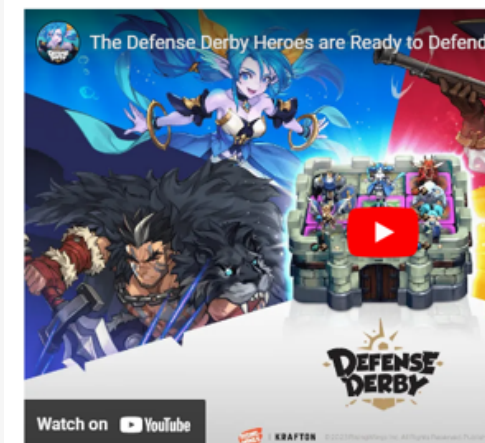 The Defense Derby Heroes are Ready to Defend
DEFENSE
DERBY
Watch on YouTube
KRAFTON